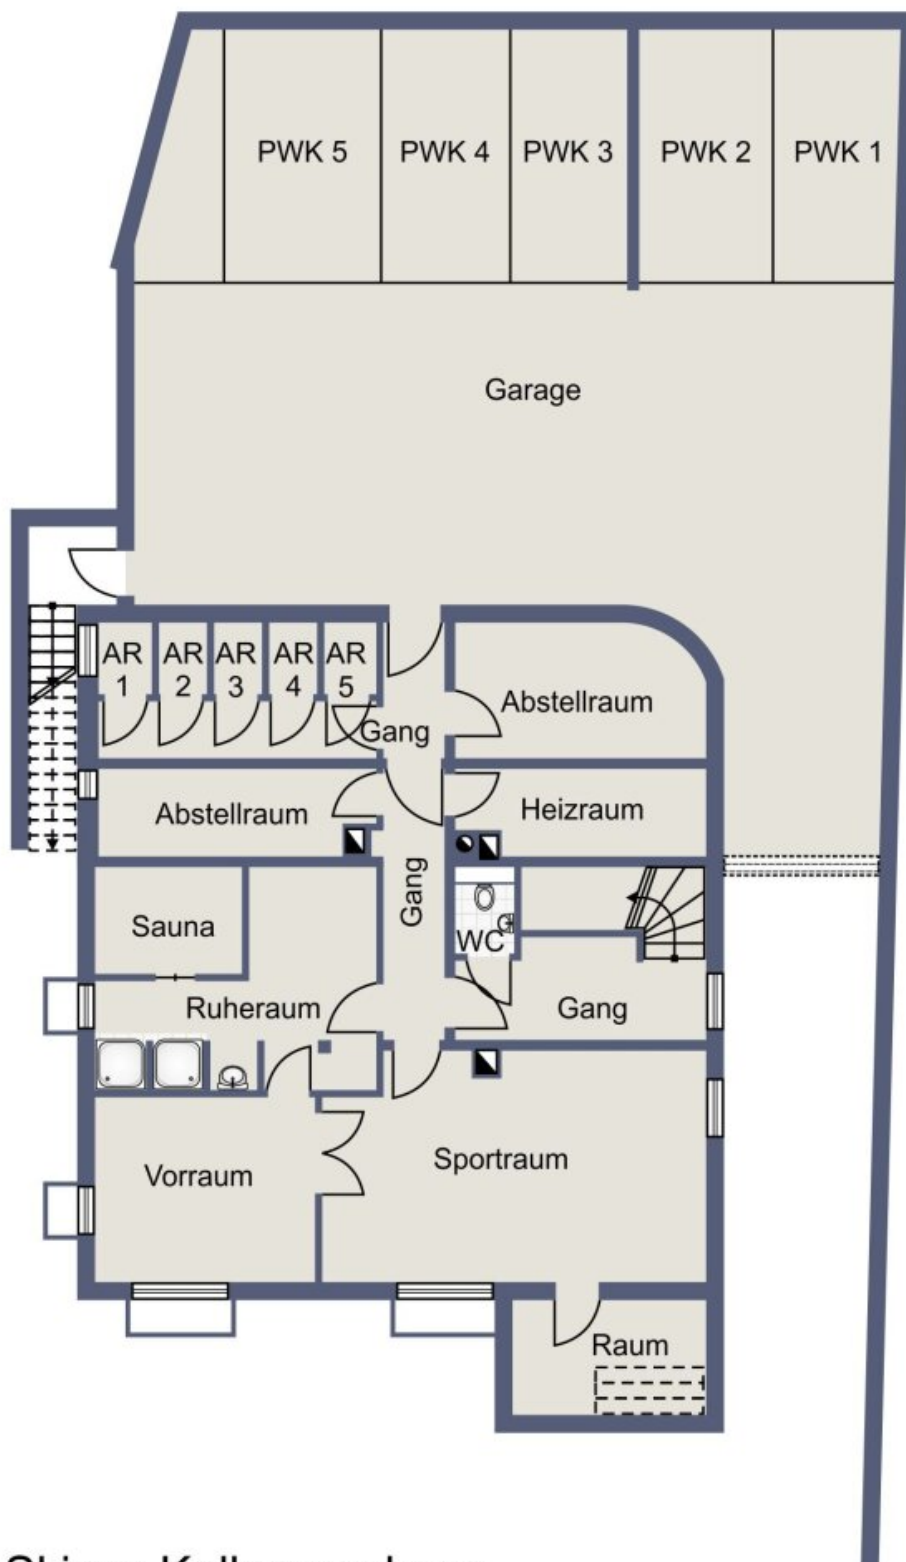 PWK 5
PWK 4
PWK 3
PWK 2
PWK 1
Garage
AR
1
AR
2
AR
3
AR
4
AR
5
Gang
Abstellraum
Abstellraum
Heizraum
Gang
Sauna
WC
Ruheraum
Gang
Vorraum
Sportraum
Raum